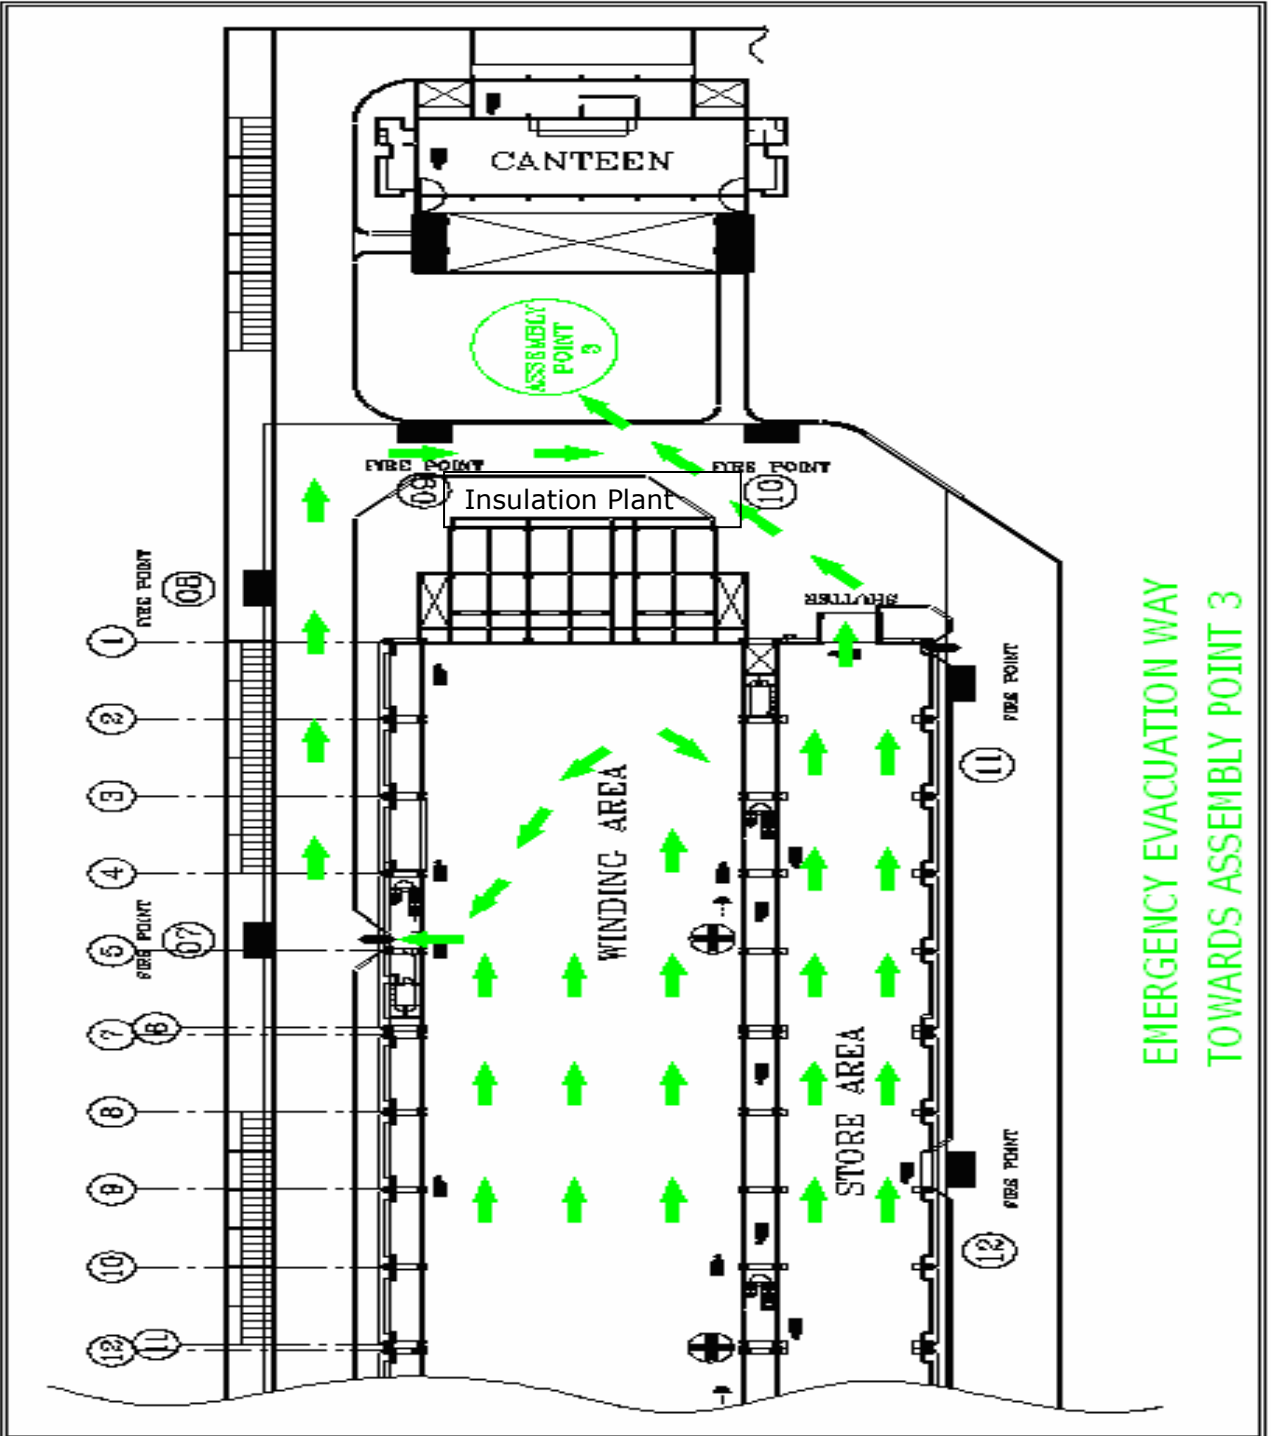 CANTEEN
ASSEMBLY
POINT
3
FIRE POINT
09
FIRE POINT
10
Insulation Plant
SHUTTER
FIRE POINT
08
1
2
3
4
FIRE POINT
07
5
6
7
8
9
10
11
12
WINDING AREA
STORE AREA
FIRE POINT
11
FIRE POINT
12
EMERGENCY EVACUATION WAY
TOWARDS ASSEMBLY POINT 3